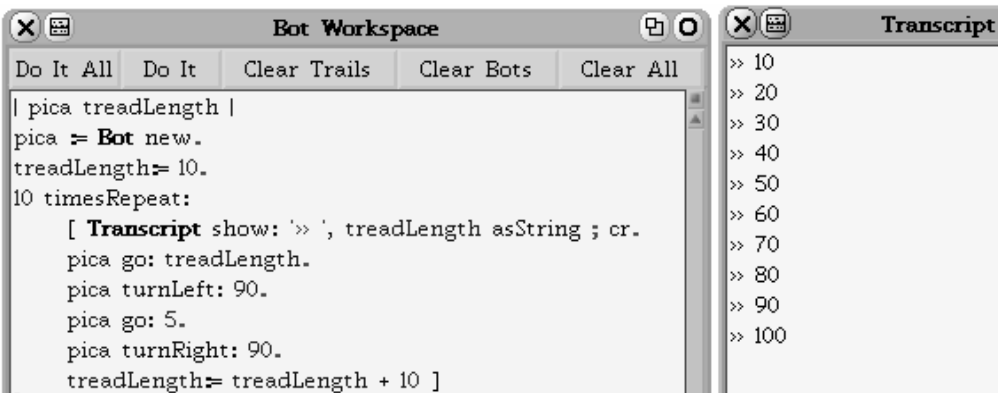 Bot Workspace
Do It All Do It Clear Trails Clear Bots Clear All
| pica treadLength |
pica := Bot new.
treadLength:= 10.
10 timesRepeat:
[ Transcript show: '>> ', treadLength asString ; cr.
pica go: treadLength.
pica turnLeft: 90.
pica go: 5.
pica turnRight: 90.
treadLength:= treadLength + 10 ]
Transcript
>> 10
>> 20
>> 30
>> 40
>> 50
>> 60
>> 70
>> 80
>> 90
>> 100